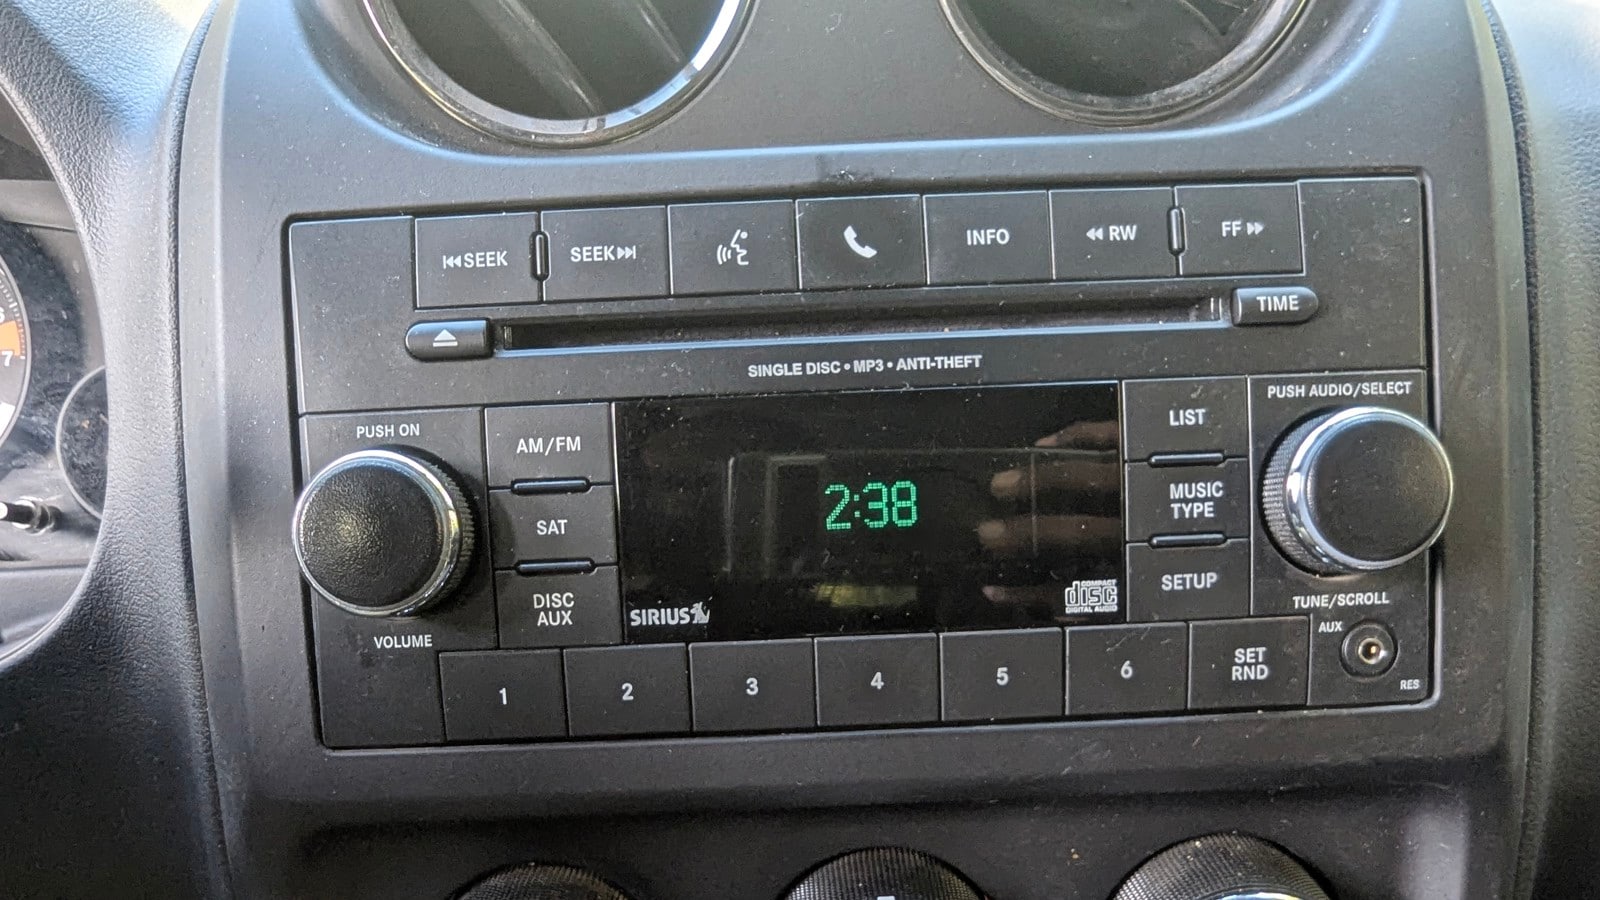 SEEK
SEEK
INFO
RW
FF
TIME
SINGLE DISC • MP3 • ANTI-THEFT
PUSH ON
VOLUME
AM/FM
SAT
DISC
AUX
2:38
SIRIUS
COMPACT
disc
DIGITAL AUDIO
LIST
MUSIC
TYPE
SETUP
PUSH AUDIO/SELECT
TUNE/SCROLL
AUX
RES
1
2
3
4
5
6
SET
RND
7